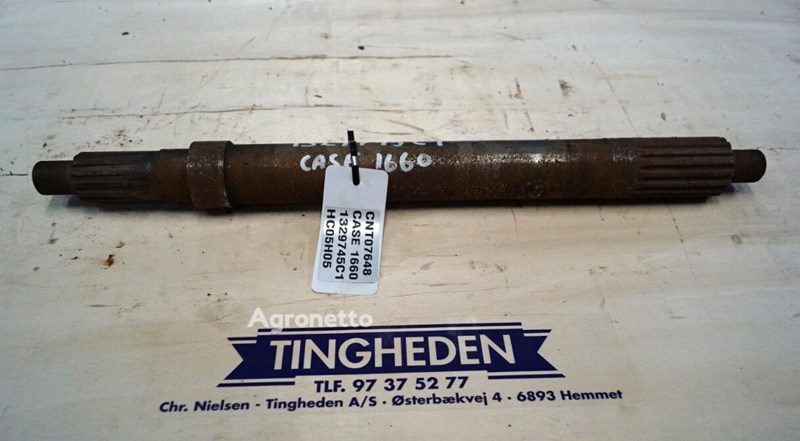 CASE 1660
CNT07648
CASE 1660
1329745C1
HC05H05
Agronetto
TINGHEDEN
TLF. 97 37 52 77
Chr. Nielsen - Tingheden A/S · Østerbækvej 4 · 6893 Hemmet